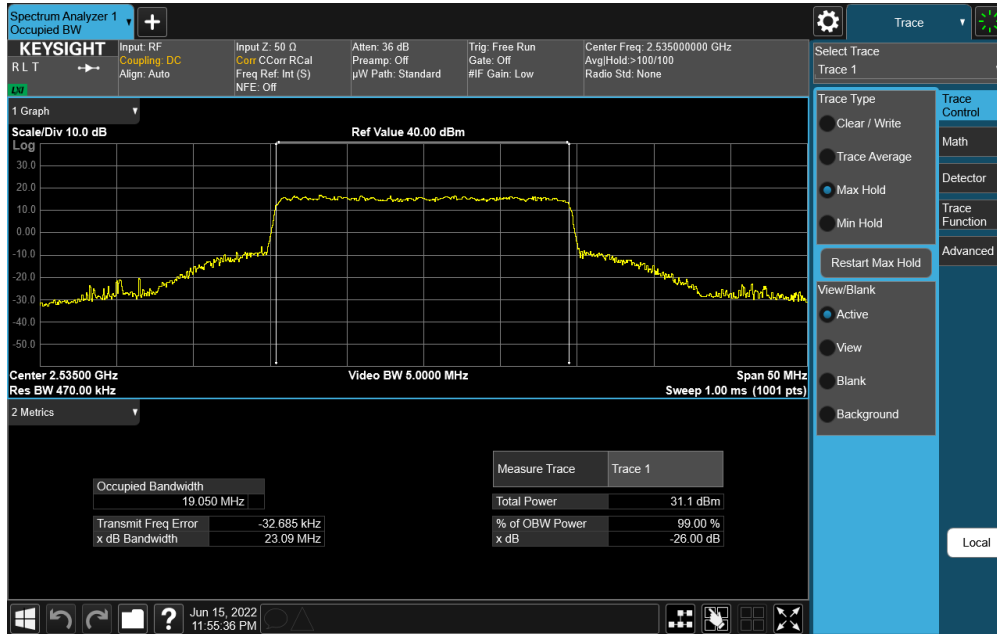 Spectrum Analyzer 1
Occupied BW
Trace
KEYSIGHT
R L T
LXI
Input: RF
Coupling: DC
Align: Auto
Input Z: 50 Ω
Corr CCorr RCal
Freq Ref: Int (S)
NFE: Off
Atten: 36 dB
Preamp: Off
µW Path: Standard
Trig: Free Run
Gate: Off
#IF Gain: Low
Center Freq: 2.535000000 GHz
Avg|Hold:>100/100
Radio Std: None
Select Trace
Trace 1
1 Graph
Scale/Div 10.0 dB
Ref Value 40.00 dBm
Log
30.0
20.0
10.0
0.00
-10.0
-20.0
-30.0
-40.0
-50.0
Center 2.53500 GHz
Video BW 5.0000 MHz
Span 50 MHz
Res BW 470.00 kHz
Sweep 1.00 ms (1001 pts)
Trace Type
Clear / Write
Trace Average
Max Hold
Min Hold
Restart Max Hold
View/Blank
Active
View
Blank
Background
Trace
Control
Math
Detector
Trace
Function
Advanced
2 Metrics
Occupied Bandwidth
19.050 MHz
Transmit Freq Error -32.685 kHz
x dB Bandwidth 23.09 MHz
Measure Trace Trace 1
Total Power 31.1 dBm
% of OBW Power 99.00 %
x dB -26.00 dB
Local
?
Jun 15, 2022
11:55:36 PM